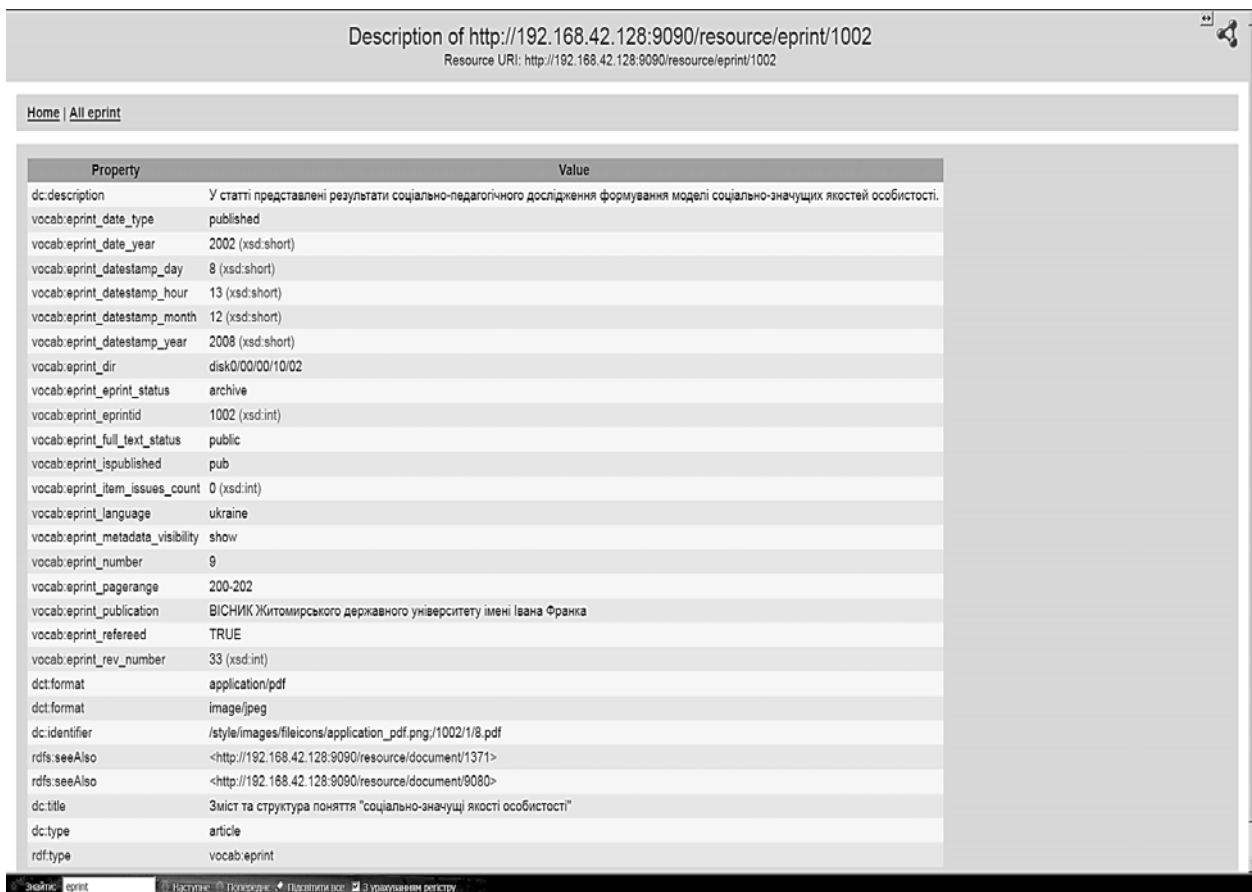 Description of http://192.168.42.128:9090/resource/eprint/1002
Resource URI: http://192.168.42.128:9090/resource/eprint/1002
Home | All eprint
Property Value
dc:description У статті представлені результати соціально-педагогічного дослідження формування моделі соціально-значущих якостей особистості.
vocab:eprint_date_type published
vocab:eprint_date_year 2002 (xsd:short)
vocab:eprint_datestamp_day 8 (xsd:short)
vocab:eprint_datestamp_hour 13 (xsd:short)
vocab:eprint_datestamp_month 12 (xsd:short)
vocab:eprint_datestamp_year 2008 (xsd:short)
vocab:eprint_dir disk0/00/00/10/02
vocab:eprint_eprint_status archive
vocab:eprint_eprintid 1002 (xsd:int)
vocab:eprint_full_text_status public
vocab:eprint_ispublished pub
vocab:eprint_item_issues_count 0 (xsd:int)
vocab:eprint_language ukraine
vocab:eprint_metadata_visibility show
vocab:eprint_number 9
vocab:eprint_pagerange 200-202
vocab:eprint_publication ВІСНИК Житомирського державного університету імені Івана Франка
vocab:eprint_refereed TRUE
vocab:eprint_rev_number 33 (xsd:int)
dct:format application/pdf
dct:format image/jpeg
dc:identifier /style/images/fileicons/application_pdf.png;/1002/1/8.pdf
rdfs:seeAlso <http://192.168.42.128:9090/resource/document/1371>
rdfs:seeAlso <http://192.168.42.128:9090/resource/document/9080>
dc:title Зміст та структура поняття "соціально-значущі якості особистості"
dc:type article
rdf:type vocab:eprint
Знайти: eprint Наступне Попереднє Підсвітити все З урахуванням регістру